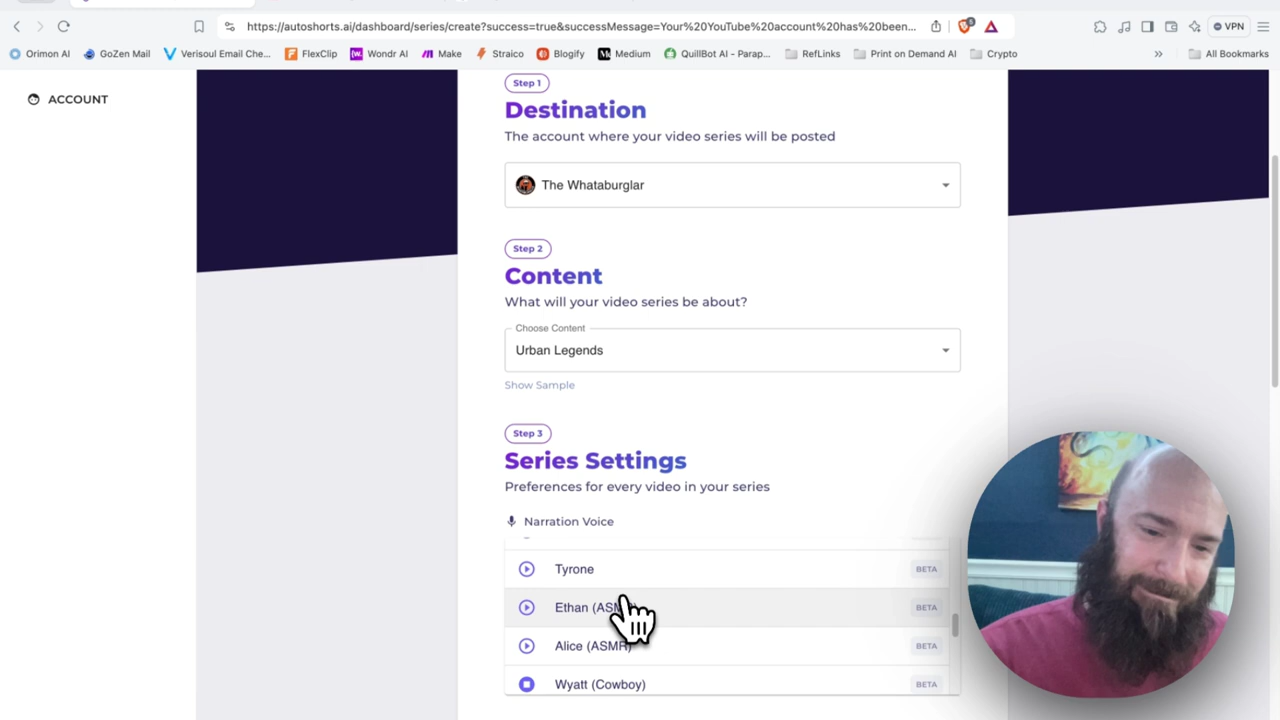 https://autoshorts.ai/dashboard/series/create?success=true&successMessage=Your%20YouTube%20account%20has%20been...
VPN
Orimon AI
GoZen Mail
Verisoul Email Che...
FlexClip
Wondr AI
Make
Straico
Blogify
Medium
QuillBot AI - Parap...
RefLinks
Print on Demand AI
Crypto
»
All Bookmarks
ACCOUNT
Step 1
Destination
The account where your video series will be posted
The Whataburglar
Step 2
Content
What will your video series be about?
Choose Content
Urban Legends
Show Sample
Step 3
Series Settings
Preferences for every video in your series
Narration Voice
Tyrone BETA
Ethan (ASM BETA
Alice (ASMR) BETA
Wyatt (Cowboy) BETA